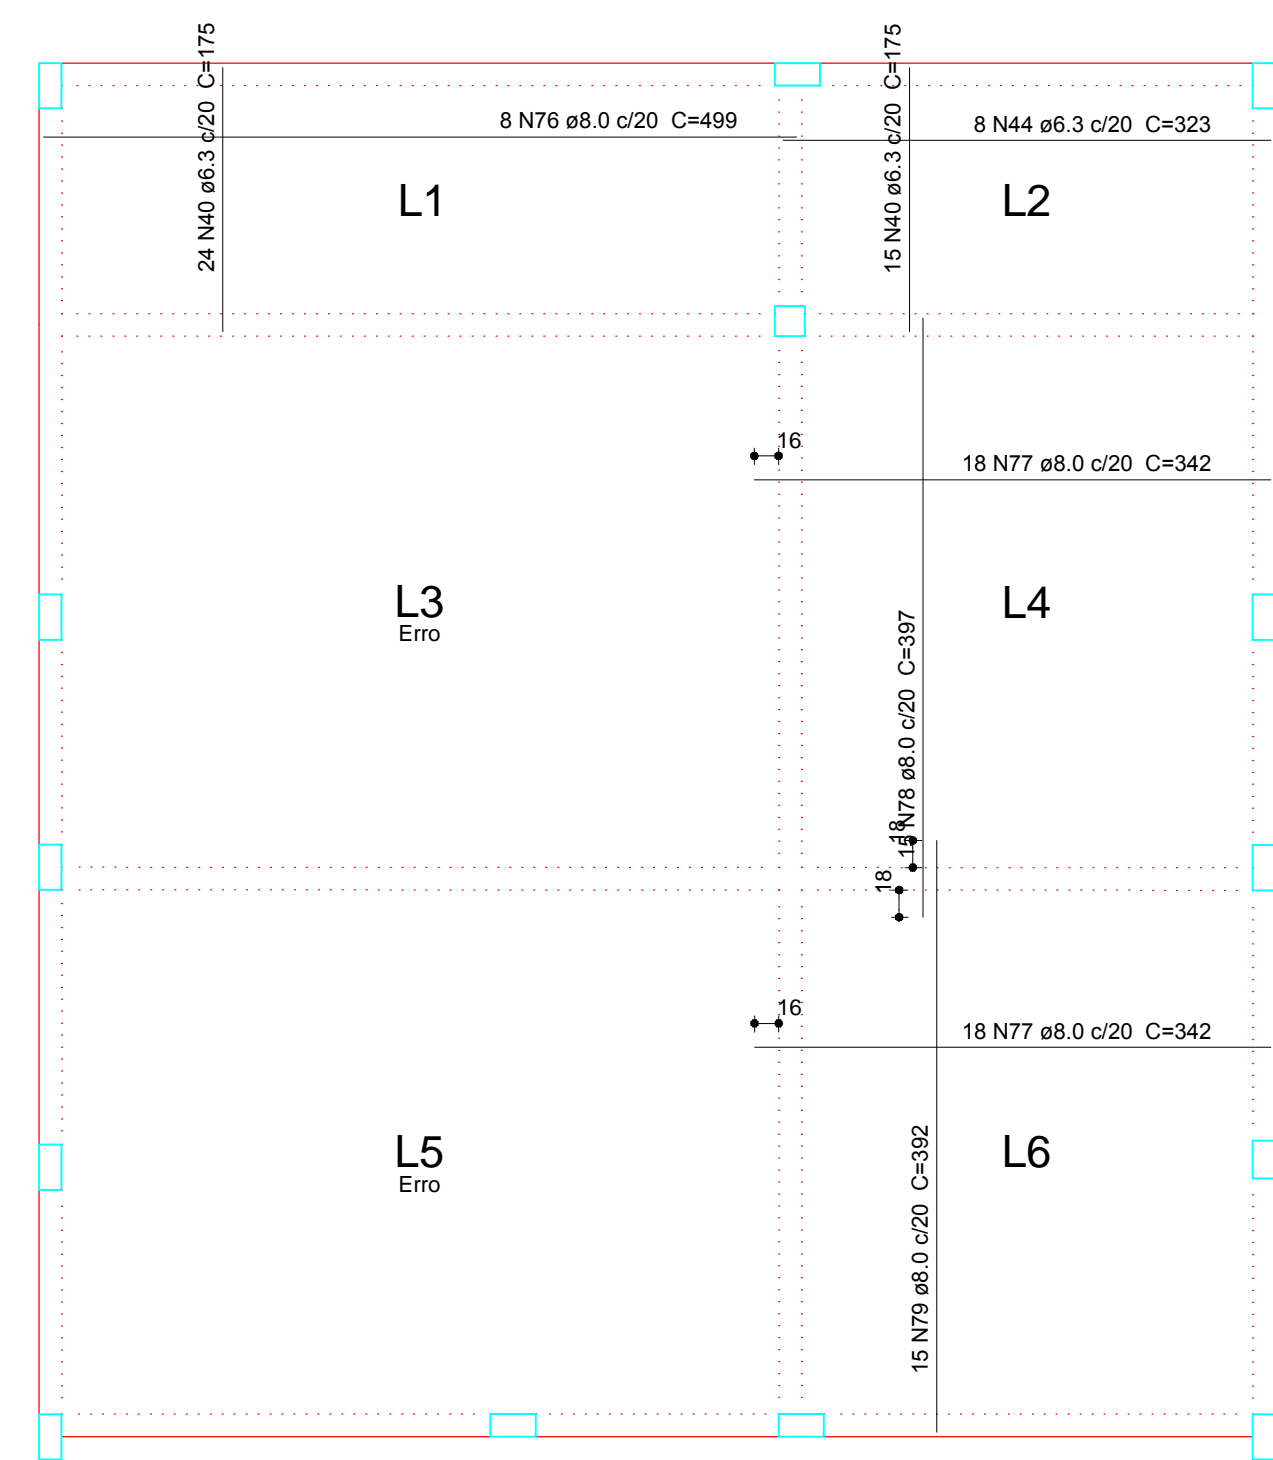 24 N40 ø6.3 c/20 C=175
15 N40 ø6.3 c/20 C=175
8 N76 ø8.0 c/20 C=499
8 N44 ø6.3 c/20 C=323
L1
L2
16
18 N77 ø8.0 c/20 C=342
L3
Erro
L4
15 N78 ø8.0 c/20 C=397
18
18
16
18 N77 ø8.0 c/20 C=342
L5
Erro
L6
15 N79 ø8.0 c/20 C=392